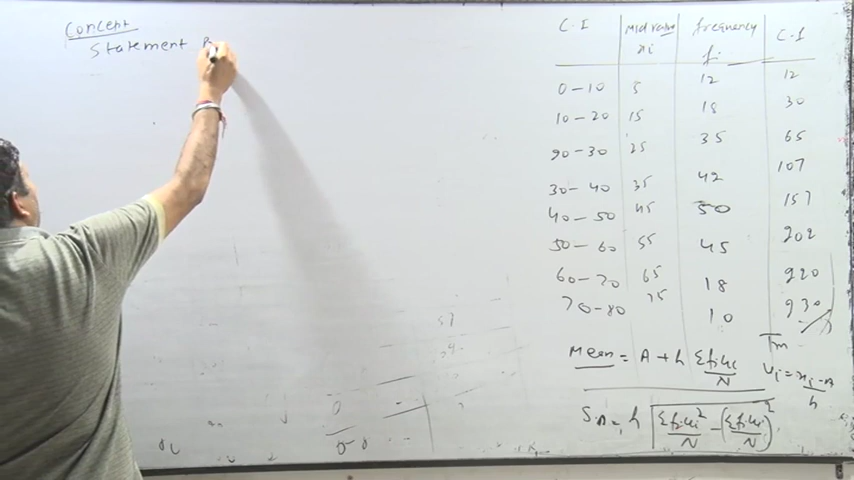 Concept
Statement
C.I mid value xi frequency fi C.I
0-10 5 12 12
10-20 15 18 30
20-30 25 35 65
30-40 35 42 107
40-50 45 50 157
50-60 55 45 202
60-70 65 18 220
70-80 75 10 230
Mean = A + h Σfiui/N ui = xi-A/h
S.D = h √Σfiui²/N - (Σfiui/N)²